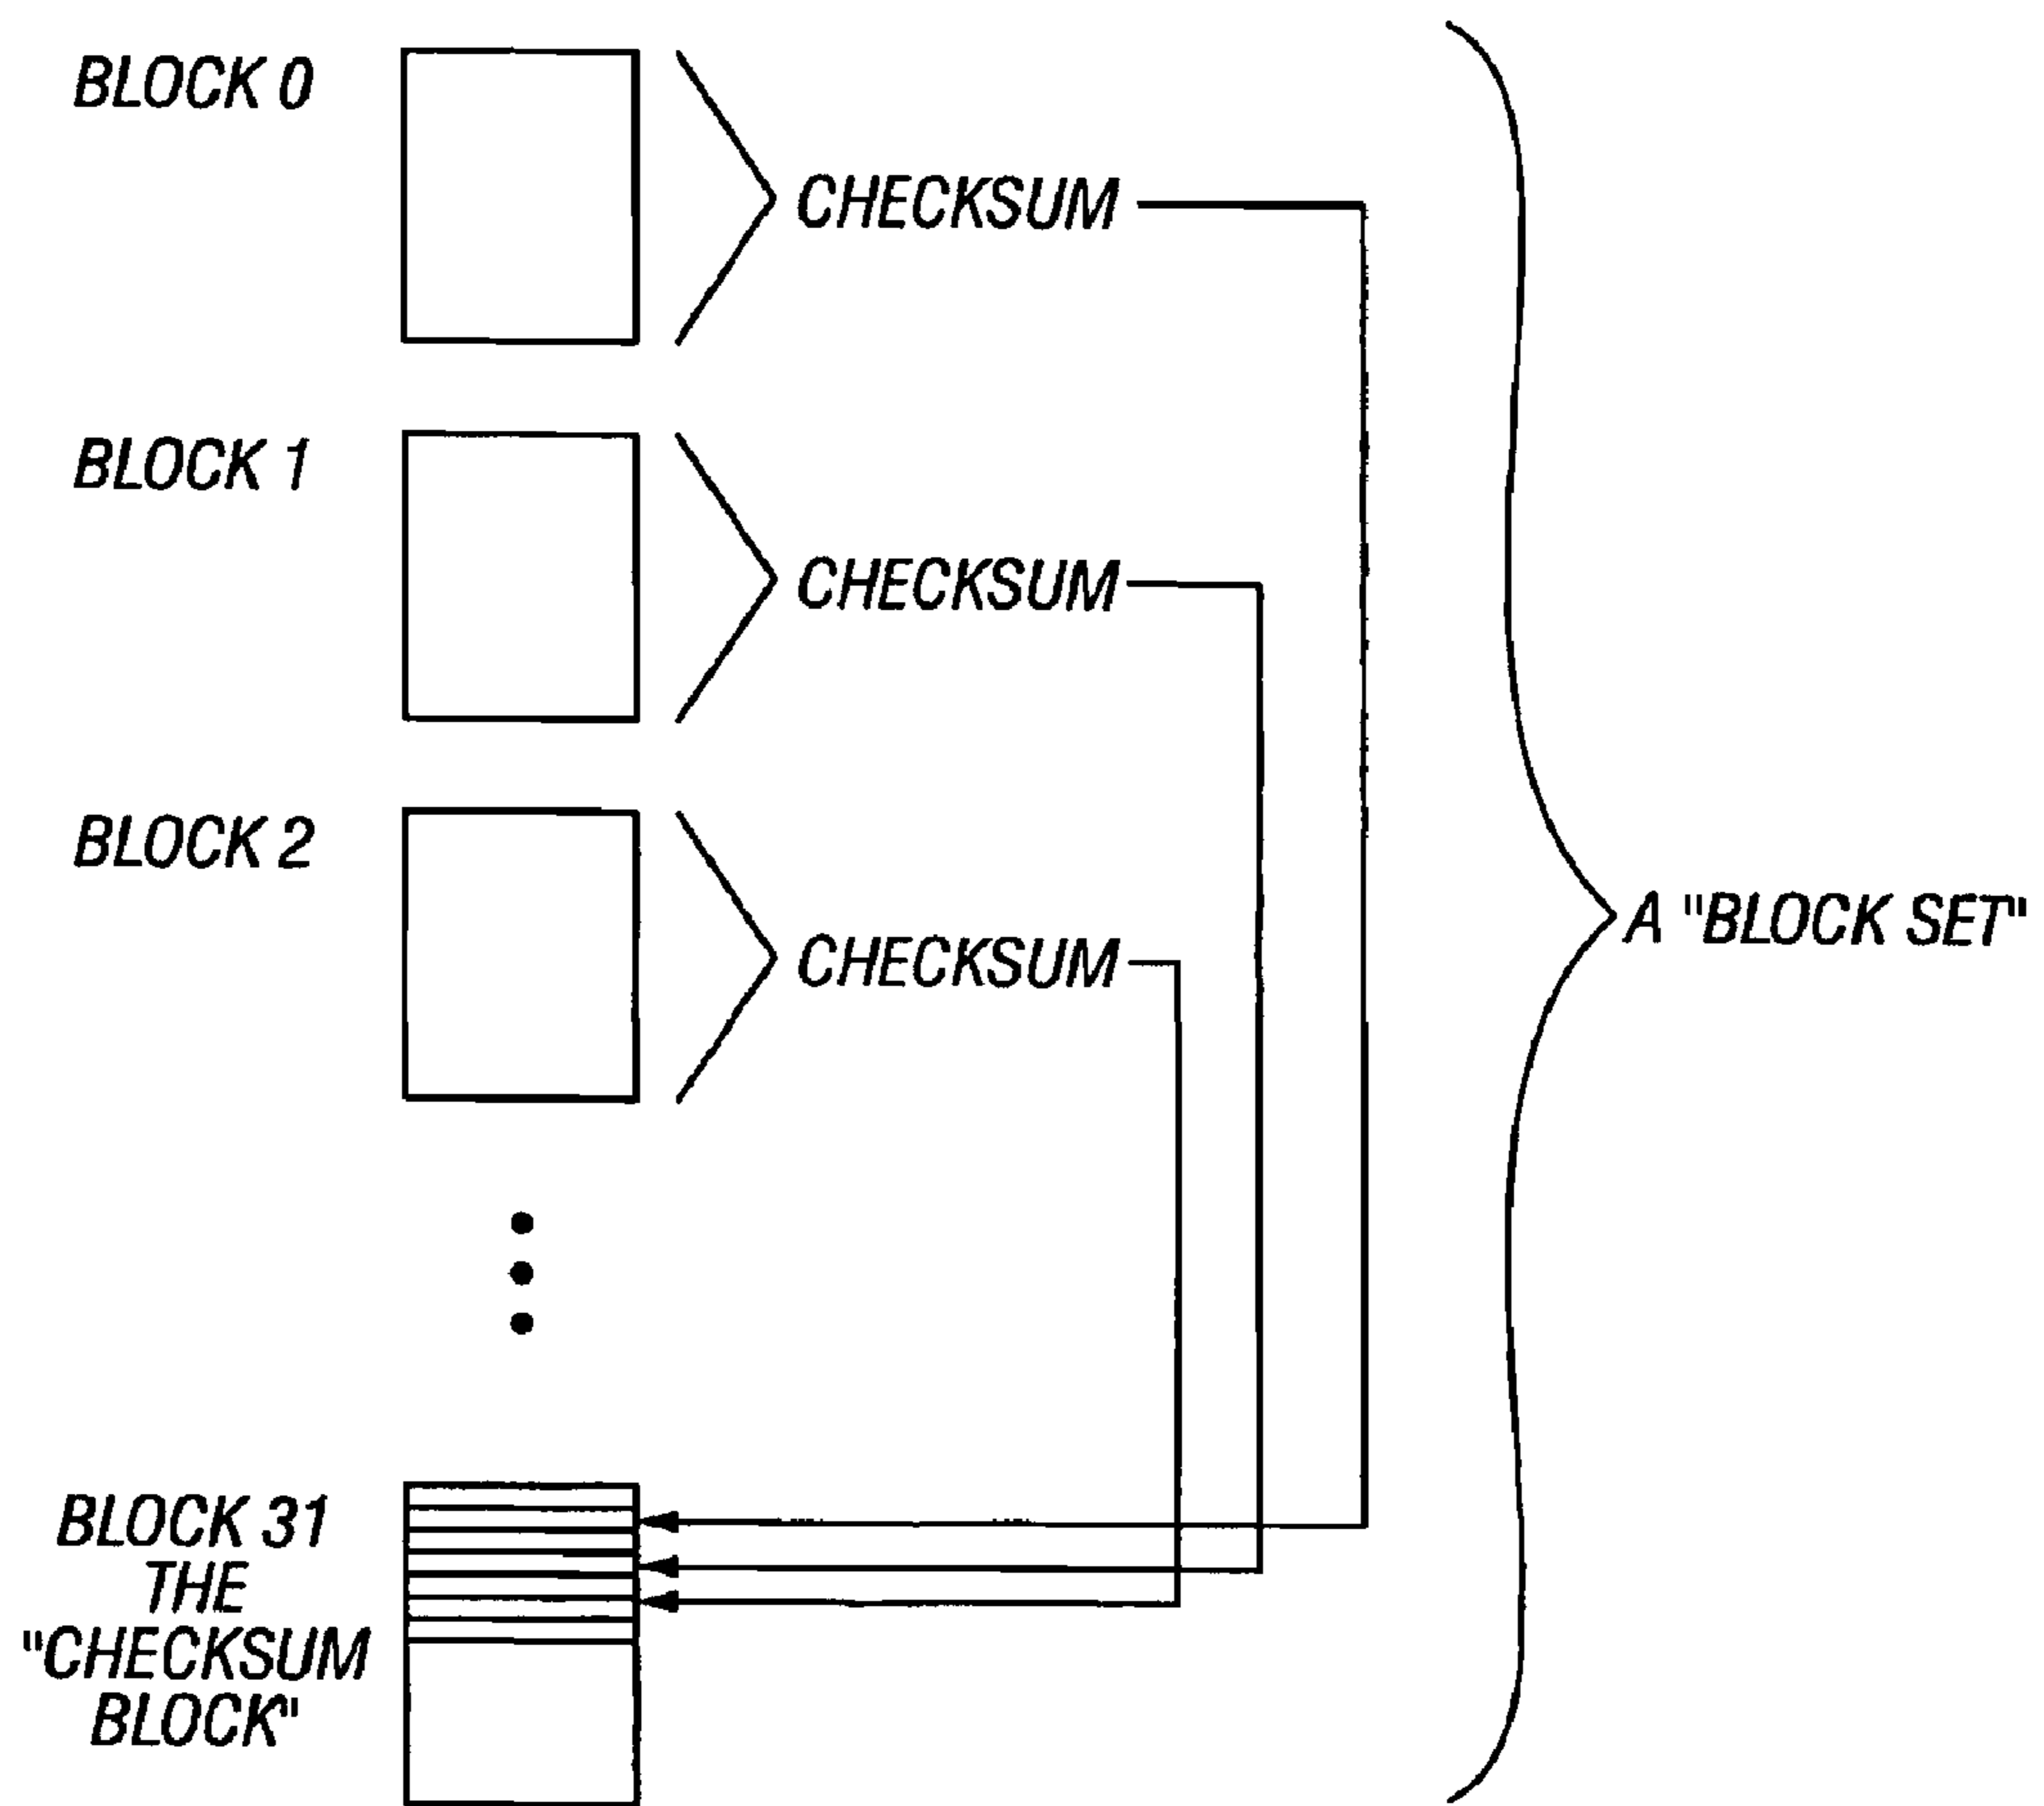 BLOCK 0
CHECKSUM
BLOCK 1
CHECKSUM
BLOCK 2
CHECKSUM
A "BLOCK SET"
BLOCK 31
THE
"CHECKSUM
BLOCK"